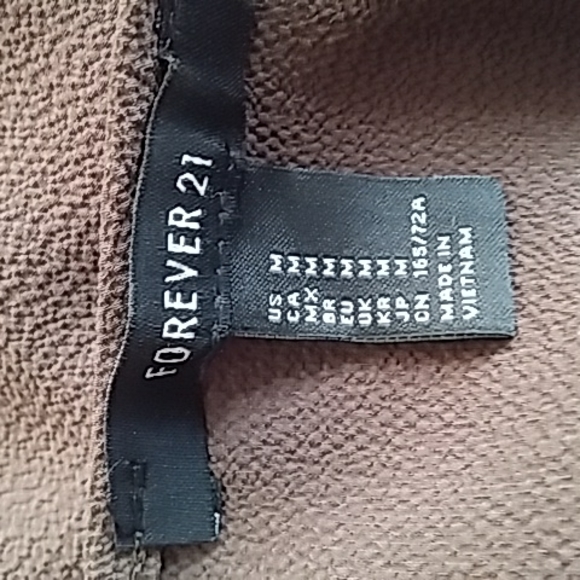 FOREVER 21
US M
CA M
MX M
BR M
EU M
UK M
KR M
JP M
CN 165/72A
MADE IN
VIETNAM